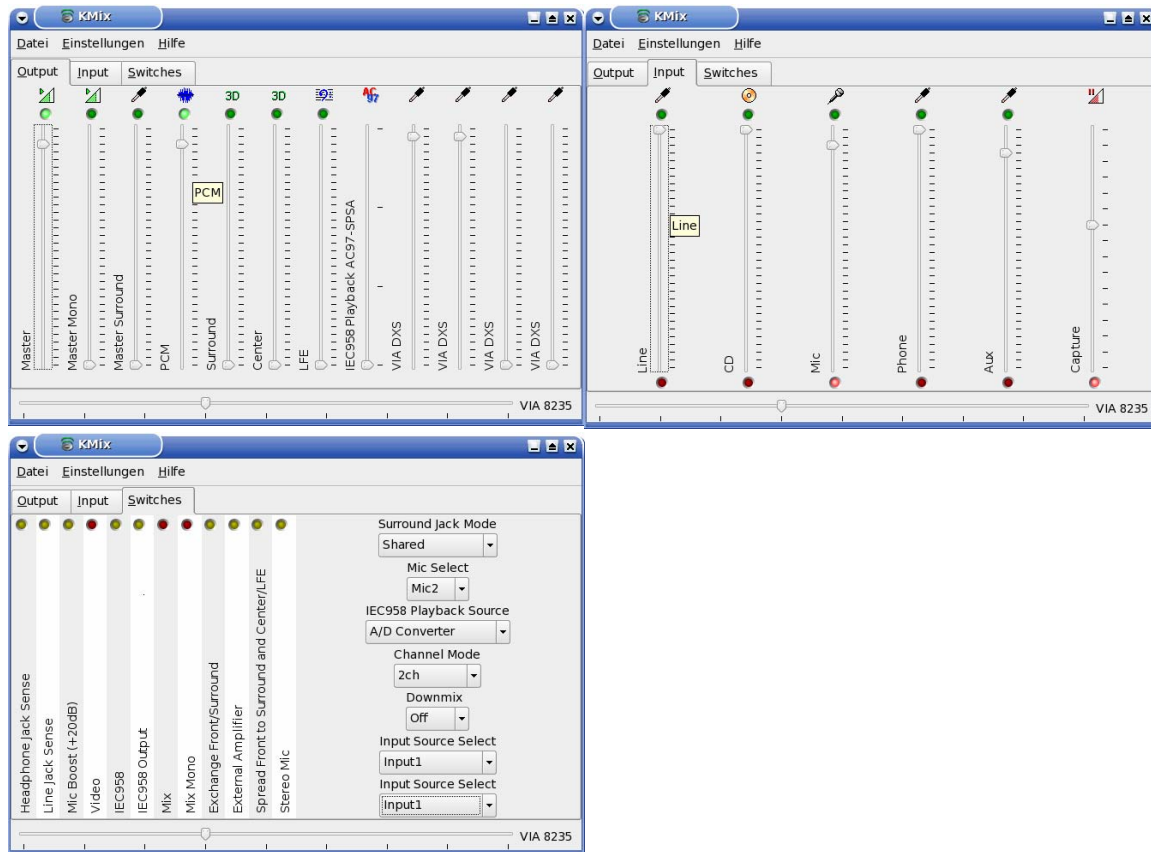 KMix
Datei Einstellungen Hilfe
Output Input Switches
3D 3D AC 97
Master
Master Mono
Master Surround
PCM
PCM
Surround
Center
LFE
IEC958 Playback AC97-SPSA
VIA DXS
VIA DXS
VIA DXS
VIA DXS
VIA 8235
KMix
Datei Einstellungen Hilfe
Output Input Switches
Line
Line
CD
Mic
Phone
Aux
Capture
VIA 8235
KMix
Datei Einstellungen Hilfe
Output Input Switches
Headphone Jack Sense
Line Jack Sense
Mic Boost (+20dB)
Video
IEC958
IEC958 Output
Mix
Mix Mono
Exchange Front/Surround
External Amplifier
Spread Front to Surround and Center/LFE
Stereo Mic
Surround Jack Mode
Shared
Mic Select
Mic2
IEC958 Playback Source
A/D Converter
Channel Mode
2ch
Downmix
Off
Input Source Select
Input1
Input Source Select
Input1
VIA 8235